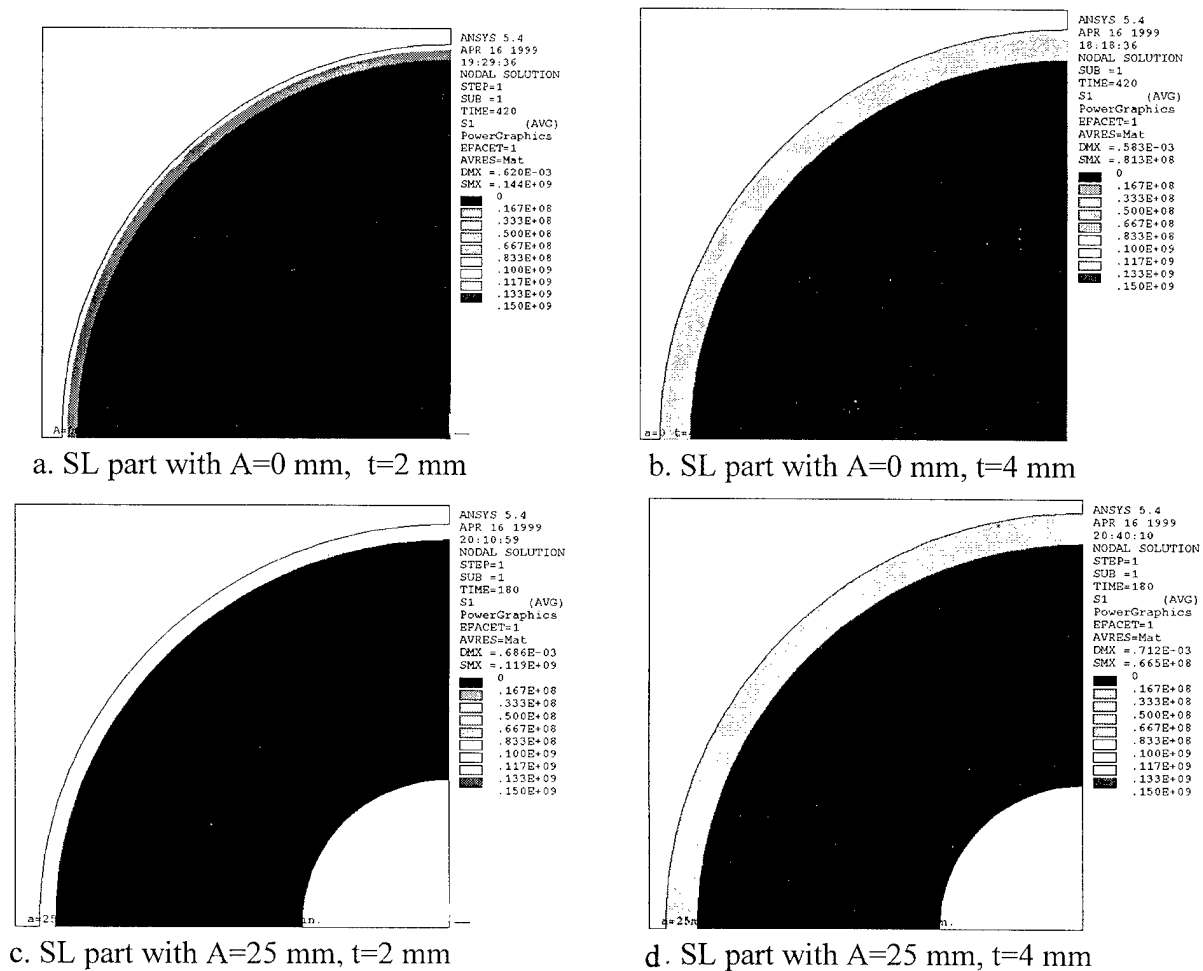 ANSYS 5.4
APR 16 1999
19:29:36
NODAL SOLUTION
STEP=1
SUB =1
TIME=420
S1 (AVG)
PowerGraphics
EFACET=1
AVRES=Mat
DMX =.620E-03
SMX =.144E+09
0
.167E+08
.333E+08
.500E+08
.667E+08
.833E+08
.100E+09
.117E+09
.133E+09
.150E+09
a. SL part with A=0 mm, t=2 mm
ANSYS 5.4
APR 16 1999
18:18:36
NODAL SOLUTION
SUB =1
TIME=420
S1 (AVG)
PowerGraphics
EFACET=1
AVRES=Mat
DMX =.583E-03
SMX =.813E+08
0
.167E+08
.333E+08
.500E+08
.667E+08
.833E+08
.100E+09
.117E+09
.133E+09
.150E+09
b. SL part with A=0 mm, t=4 mm
ANSYS 5.4
APR 16 1999
20:10:59
NODAL SOLUTION
STEP=1
SUB =1
TIME=180
S1 (AVG)
PowerGraphics
EFACET=1
AVRES=Mat
DMX =.686E-03
SMX =.119E+09
0
.167E+08
.333E+08
.500E+08
.667E+08
.833E+08
.100E+09
.117E+09
.133E+09
.150E+09
c. SL part with A=25 mm, t=2 mm
ANSYS 5.4
APR 16 1999
20:40:10
NODAL SOLUTION
STEP=1
SUB =1
TIME=180
S1 (AVG)
PowerGraphics
EFACET=1
AVRES=Mat
DMX =.712E-03
SMX =.665E+08
0
.167E+08
.333E+08
.500E+08
.667E+08
.833E+08
.100E+09
.117E+09
.133E+09
.150E+09
d. SL part with A=25 mm, t=4 mm